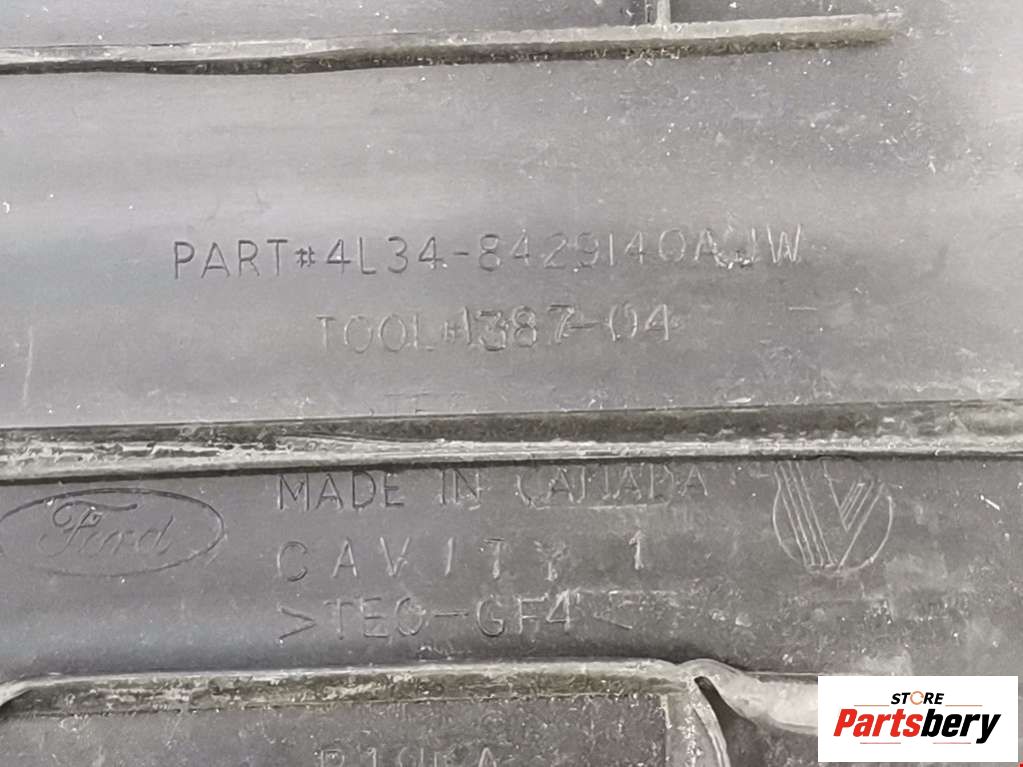 PART#4L34-8429140AJW
TOOL#1387-04
Ford
MADE IN CANADA
CAVITY 1
>TEO-GF4<
STORE
Partsbery